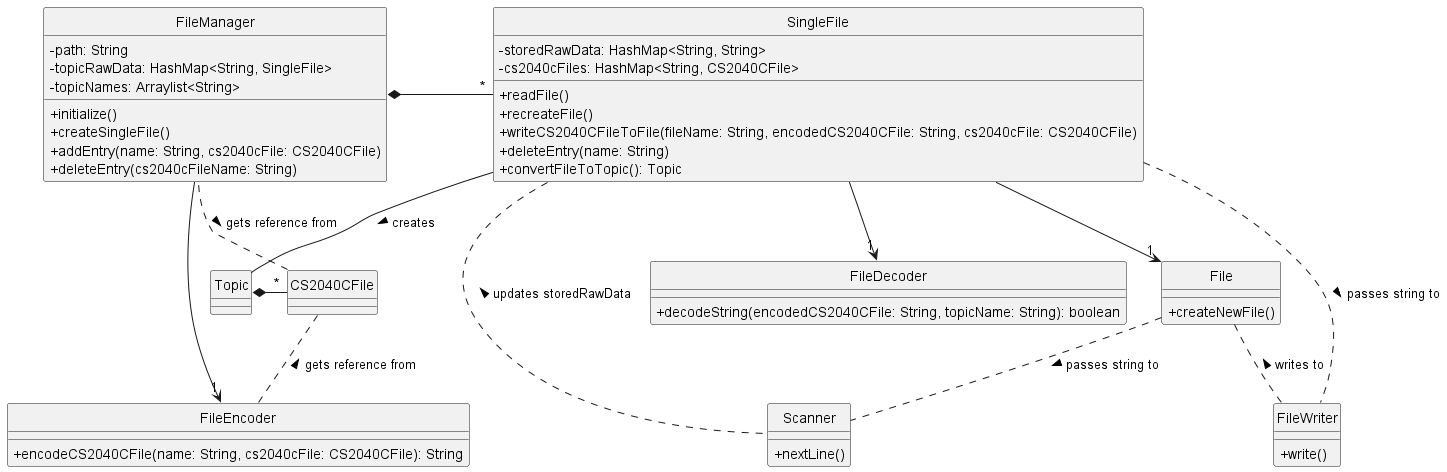 FileManager
-path: String
-topicRawData: HashMap<String, SingleFile>
-topicNames: Arraylist<String>
+initialize()
+createSingleFile()
+addEntry(name: String, cs2040cFile: CS2040CFile)
+deleteEntry(cs2040cFileName: String)
*
SingleFile
-storedRawData: HashMap<String, String>
-cs2040cFiles: HashMap<String, CS2040CFile>
+readFile()
+recreateFile()
+writeCS2040CFileToFile(fileName: String, encodedCS2040CFile: String, cs2040cFile: CS2040CFile)
+deleteEntry(name: String)
+convertFileToTopic(): Topic
gets reference from
creates
Topic
*
CS2040CFile
updates storedRawData
1
FileDecoder
+decodeString(encodedCS2040CFile: String, topicName: String): boolean
1
File
+createNewFile()
passes string to
gets reference from
passes string to
writes to
1
FileEncoder
+encodeCS2040CFile(name: String, cs2040cFile: CS2040CFile): String
Scanner
+nextLine()
FileWriter
+write()